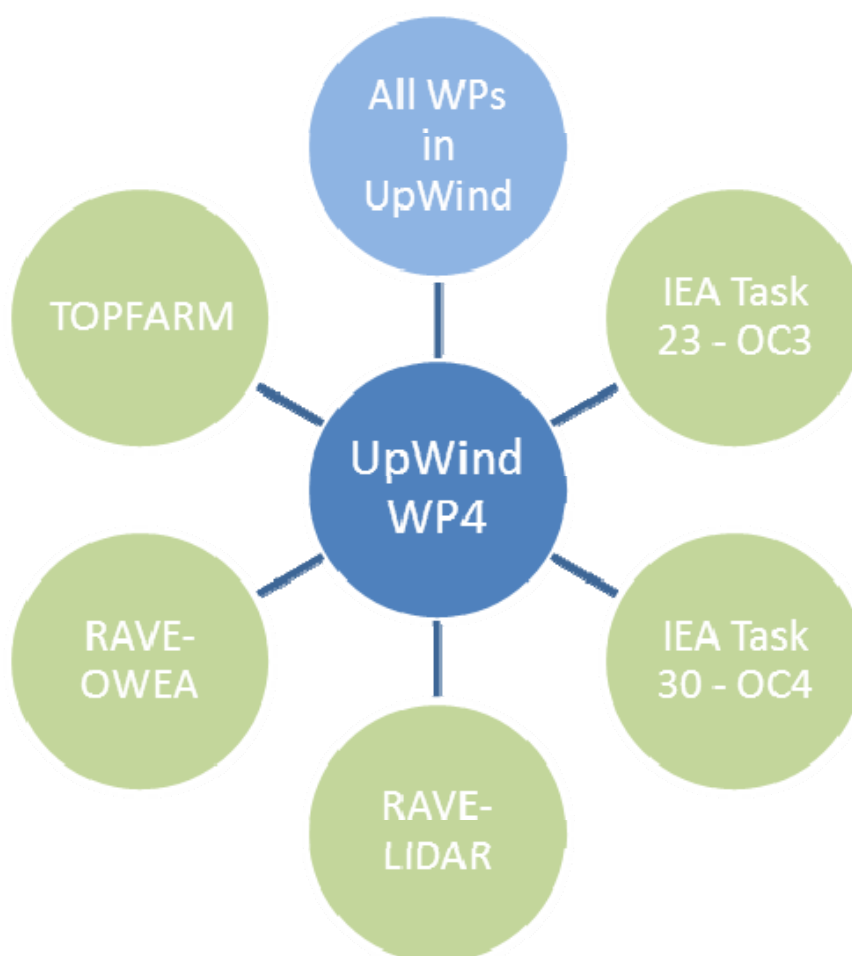 All WPs
in
UpWind
TOPFARM
IEA Task
23 - OC3
UpWind
WP4
RAVE-
OWEA
IEA Task
30 - OC4
RAVE-
LIDAR